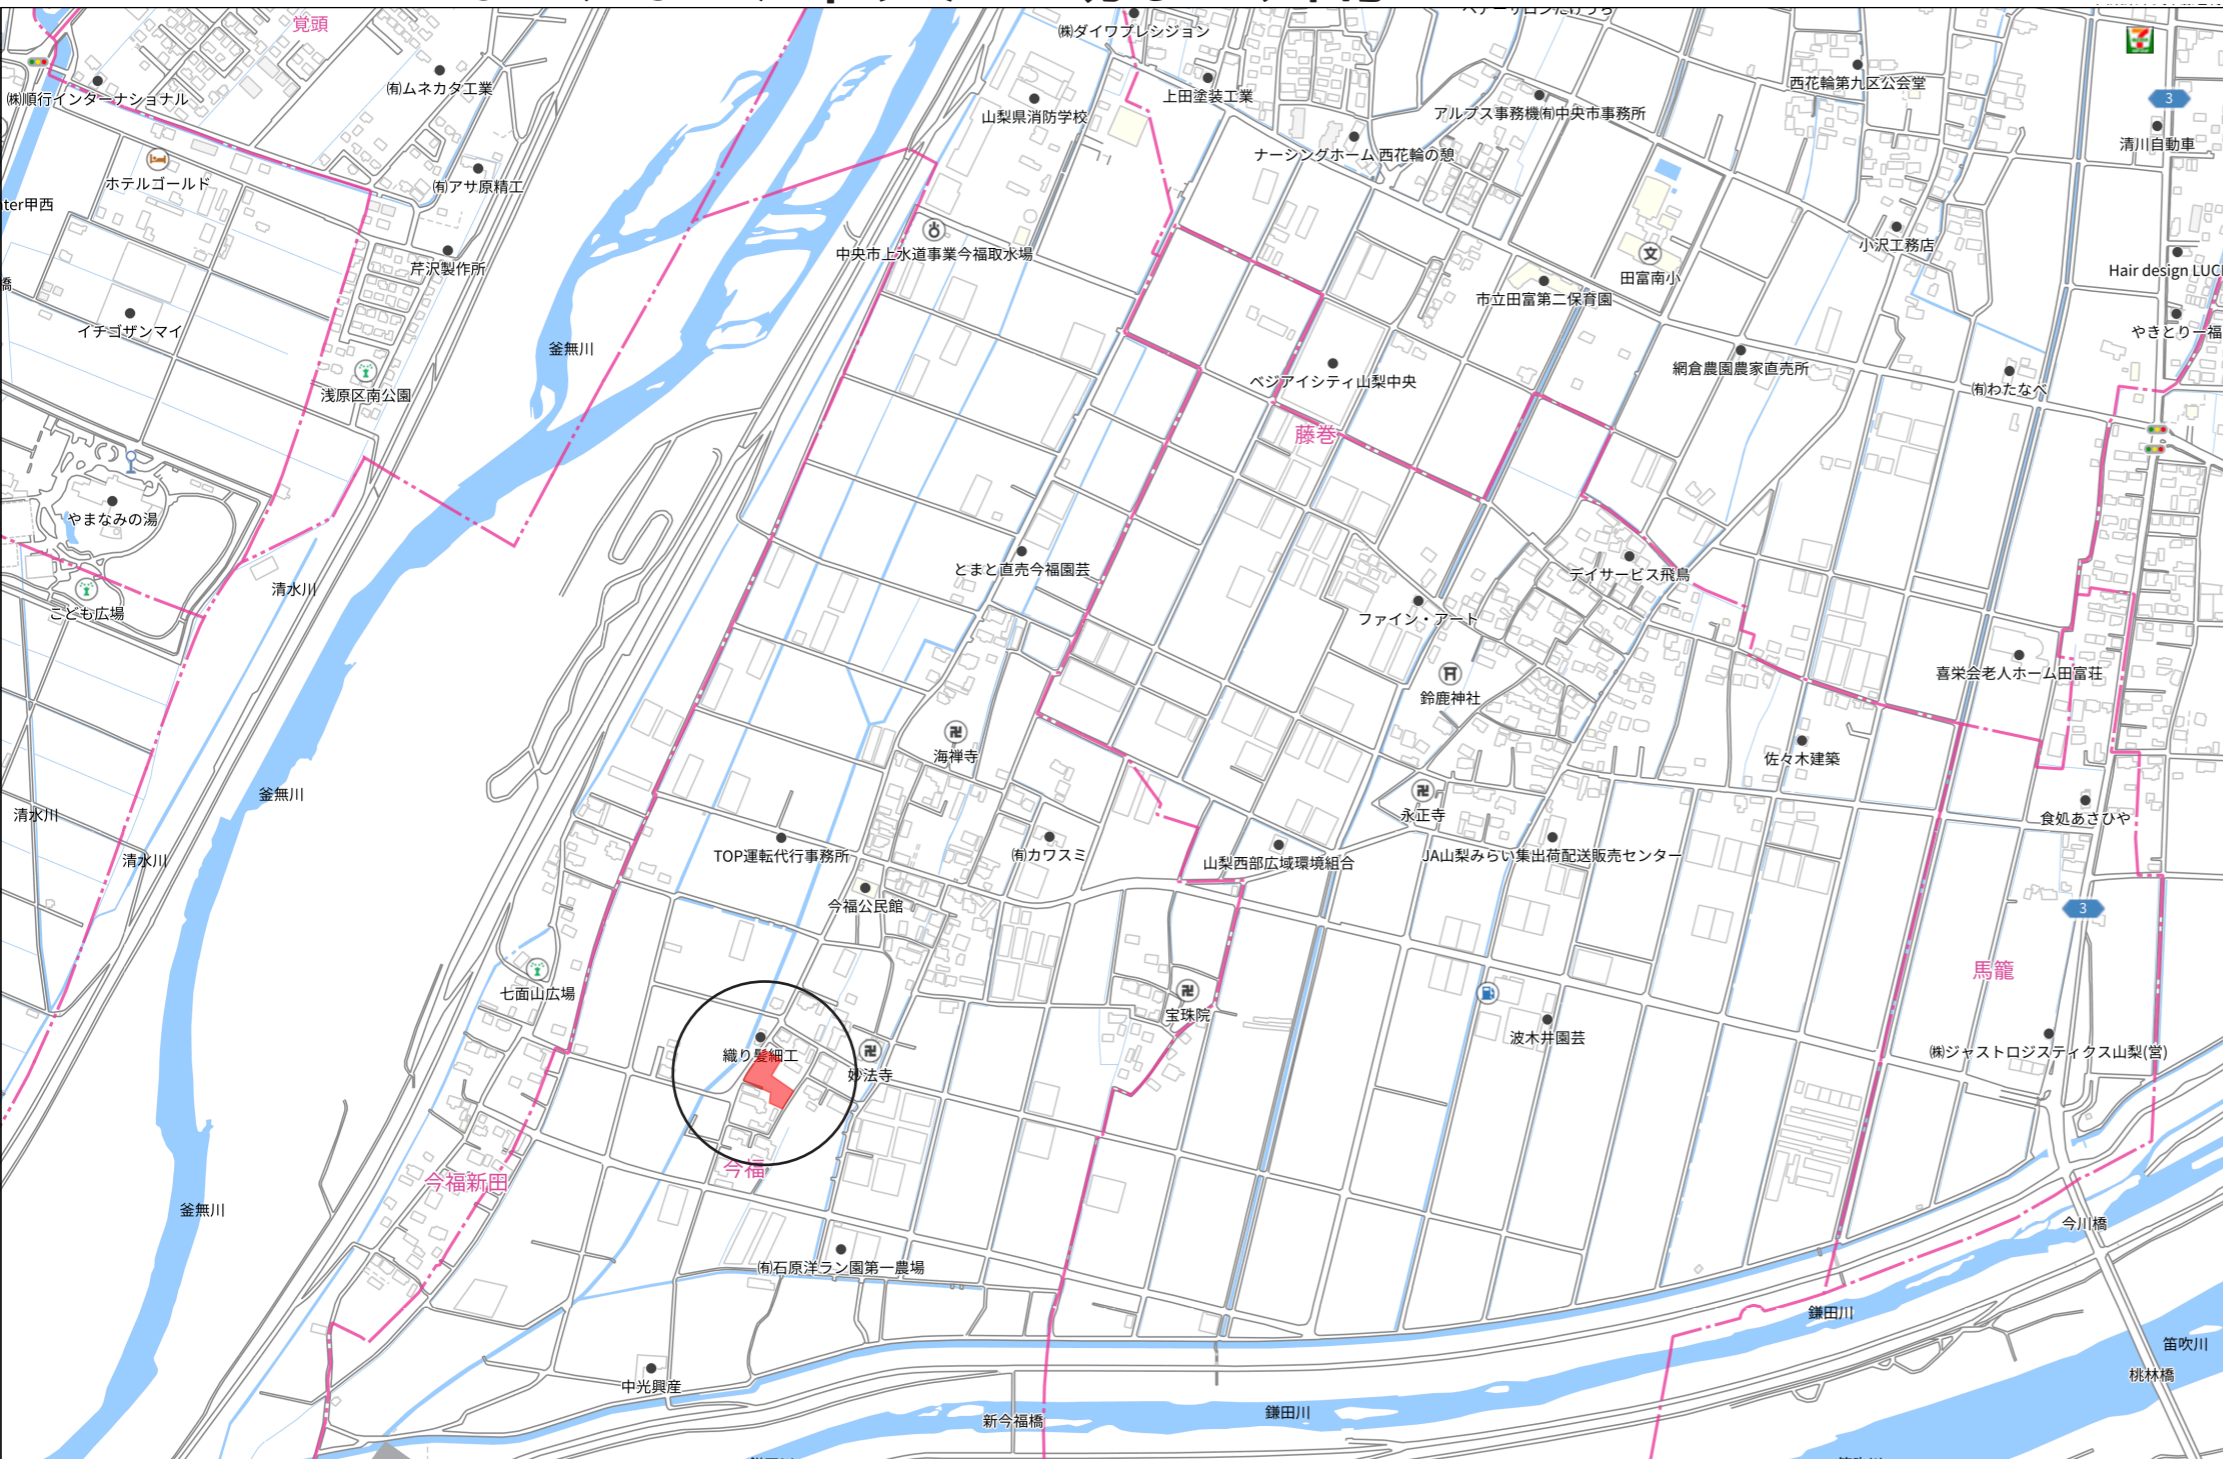 覚頭
㈱ダイワプレシジョン
㈲ムネカタ工業
㈱順行インターナショナル
上田塗装工業
山梨県消防学校
アルプス事務機㈲中央市事務所
西花輪第九区公会堂
3
清川自動車
ナーシングホーム 西花輪の憩
ホテルゴールド
㈲アサ原精工
ter甲西
中央市上水道事業今福取水場
小沢工務店
芹沢製作所
田富南小
Hair design LUC
橋
市立田富第二保育園
イチゴザンマイ
やきとり一福
釜無川
網倉農園農家直売所
ベジアイシティ山梨中央
㈲わたなべ
浅原区南公園
藤巻
やまなみの湯
とまと直売今福園芸
デイサービス飛鳥
清水川
こども広場
ファイン・アート
喜栄会老人ホーム田富荘
鈴鹿神社
海禅寺
佐々木建築
釜無川
清水川
永正寺
食処あさひや
清水川
TOP運転代行事務所
㈲カワスミ
山梨西部広域環境組合
JA山梨みらい集出荷配送販売センター
今福公民館
3
馬籠
七面山広場
宝珠院
波木井園芸
織り髪細工
㈱ジャストロジスティクス山梨(営)
妙法寺
今福
今福新田
釜無川
今川橋
㈲石原洋ラン園第一農場
鎌田川
笛吹川
桃林橋
中光興産
鎌田川
新今福橋